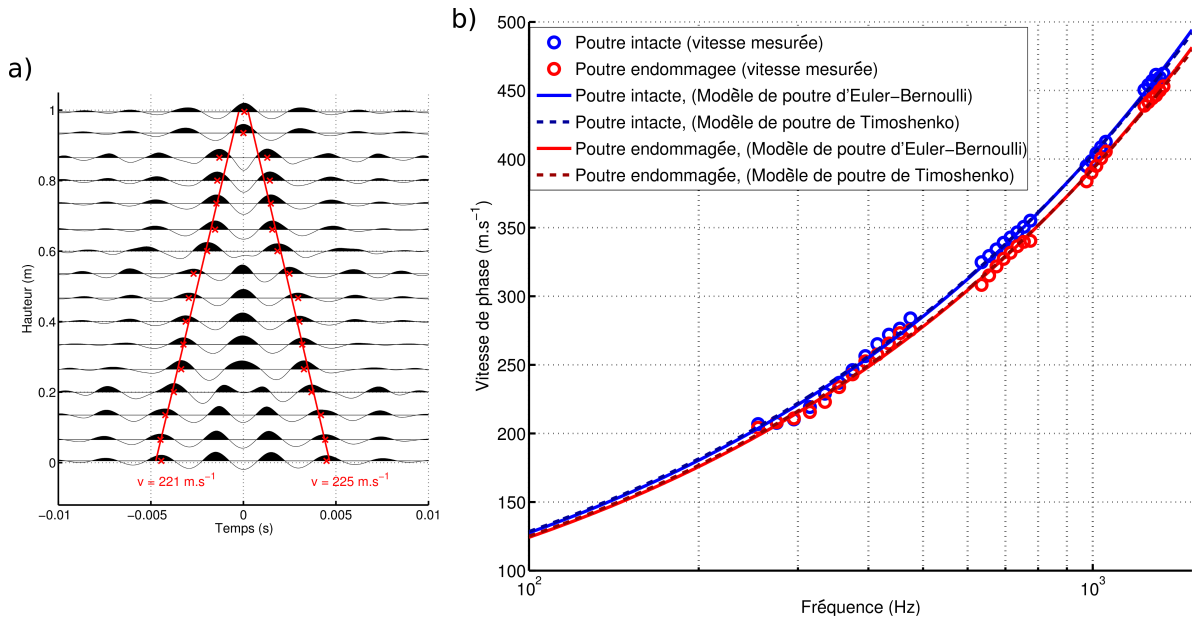 a)
1
0.8
0.6
0.4
0.2
0
Hauteur (m)
v = 221 m.s⁻¹
v = 225 m.s⁻¹
−0.01
−0.005
0
0.005
0.01
Temps (s)
b)
500
450
400
350
300
250
200
150
100
Vitesse de phase (m.s⁻¹)
Poutre intacte (vitesse mesurée)
Poutre endommagee (vitesse mesurée)
Poutre intacte, (Modèle de poutre d'Euler−Bernoulli)
Poutre intacte, (Modèle de poutre de Timoshenko)
Poutre endommagée, (Modèle de poutre d'Euler−Bernoulli)
Poutre endommagée, (Modèle de poutre de Timoshenko)
10²
10³
Fréquence (Hz)